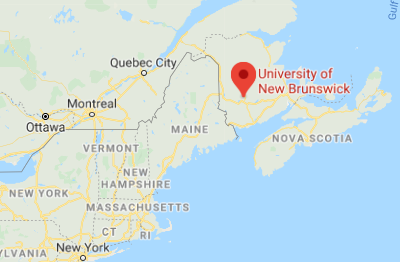 Gulf
Quebec City
University of
New Brunswick
Montreal
Ottawa
MAINE
NOVA SCOTIA
VERMONT
NEW
HAMPSHIRE
NEW YORK
MASSACHUSETTS
CT
RI
SYLVANIA
New York